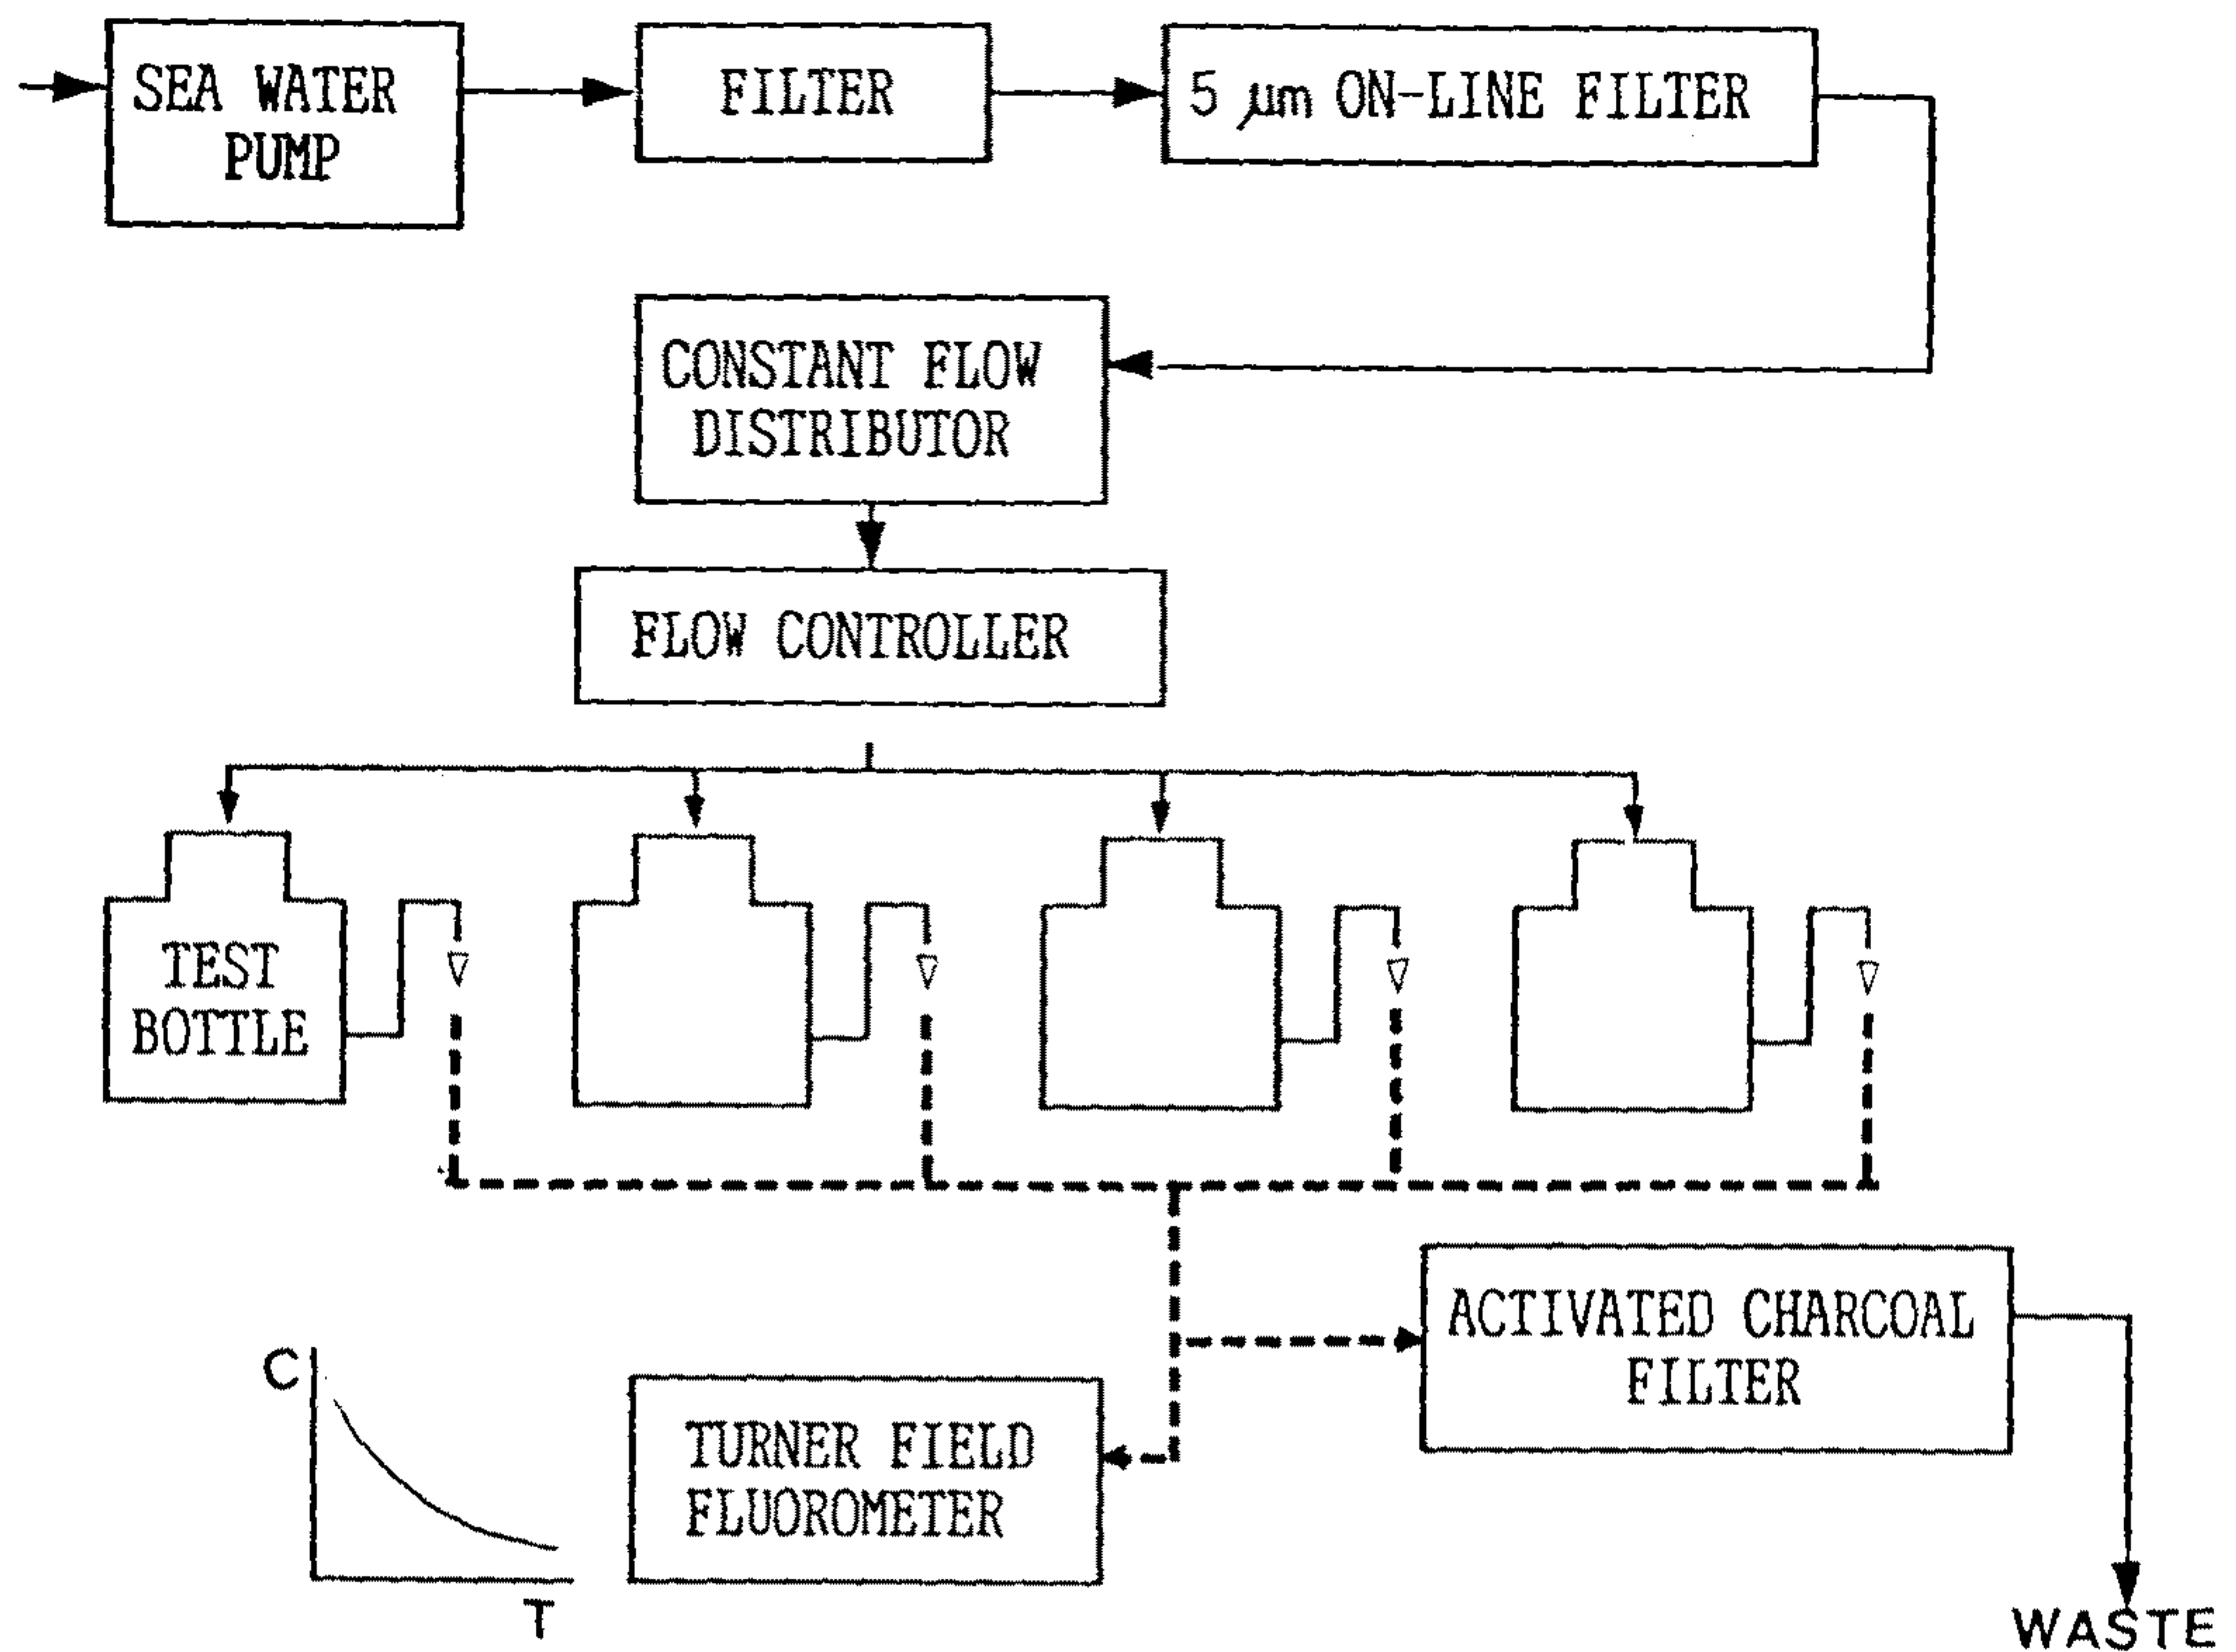 SEA WATER
PUMP
FILTER
5 µm ON-LINE FILTER
CONSTANT FLOW
DISTRIBUTOR
FLOW CONTROLLER
TEST
BOTTLE
ACTIVATED CHARCOAL
FILTER
C
TURNER FIELD
FLUOROMETER
T
WASTE